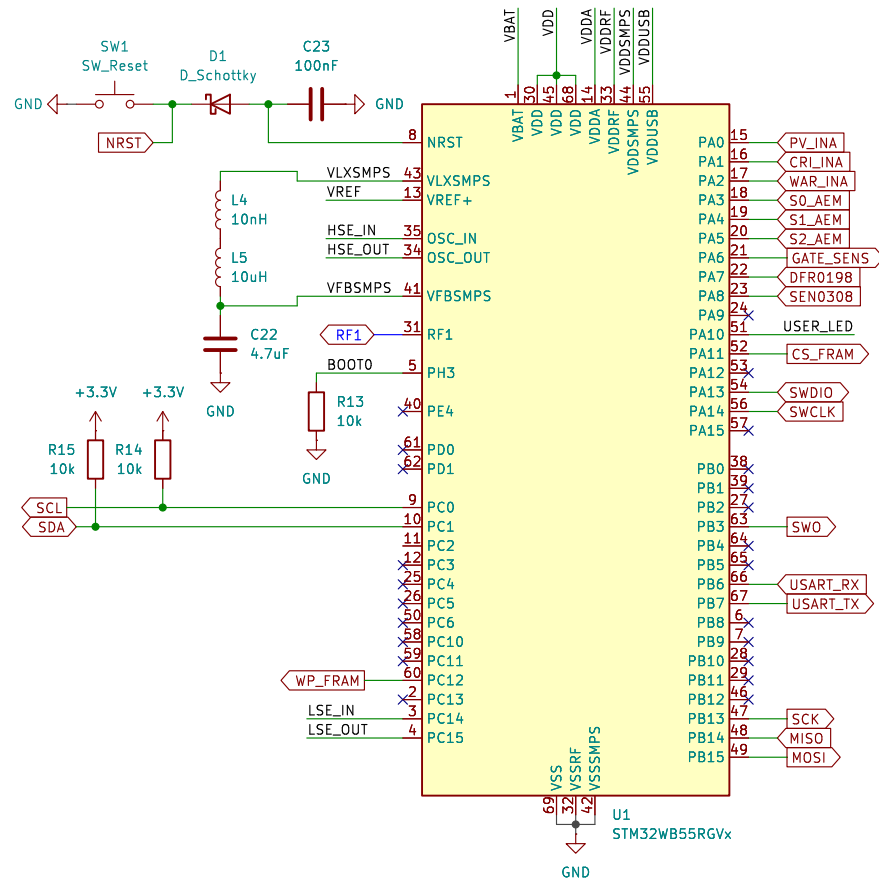 VBAT
VDD
VDDA
VDDRF
VDDSMPS
VDDUSB
SW1
SW_Reset
D1
D_Schottky
C23
100nF
GND
GND
NRST
1
30
45
68
14
33
44
55
VBAT
VDD
VDD
VDD
VDDA
VDDRF
VDDSMPS
VDDUSB
8 NRST
VLXSMPS 43 VLXSMPS
VREF 13 VREF+
L4
10nH
HSE_IN 35 OSC_IN
HSE_OUT 34 OSC_OUT
L5
10uH
VFBSMPS 41 VFBSMPS
C22
4.7uF
GND
RF1 31 RF1
BOOT0 5 PH3
R13
10k
GND
40 PE4
+3.3V
+3.3V
R15
10k
R14
10k
61 PD0
62 PD1
SCL 9 PC0
SDA 10 PC1
11 PC2
12 PC3
25 PC4
26 PC5
50 PC6
58 PC10
59 PC11
WP_FRAM 60 PC12
2 PC13
LSE_IN 3 PC14
LSE_OUT 4 PC15
PA0 15 PV_INA
PA1 16 CRI_INA
PA2 17 WAR_INA
PA3 18 S0_AEM
PA4 19 S1_AEM
PA5 20 S2_AEM
PA6 21 GATE_SENS
PA7 22 DFR0198
PA8 23 SEN0308
PA9 24
PA10 51 USER_LED
PA11 52 CS_FRAM
PA12 53
PA13 54 SWDIO
PA14 56 SWCLK
PA15 57
PB0 38
PB1 39
PB2 27
PB3 63 SWO
PB4 64
PB5 65
PB6 66 USART_RX
PB7 67 USART_TX
PB8 6
PB9 7
PB10 28
PB11 29
PB12 46
PB13 47 SCK
PB14 48 MISO
PB15 49 MOSI
VSS
VSSRF
VSSSMPS
69
32
42
U1
STM32WB55RGVx
GND